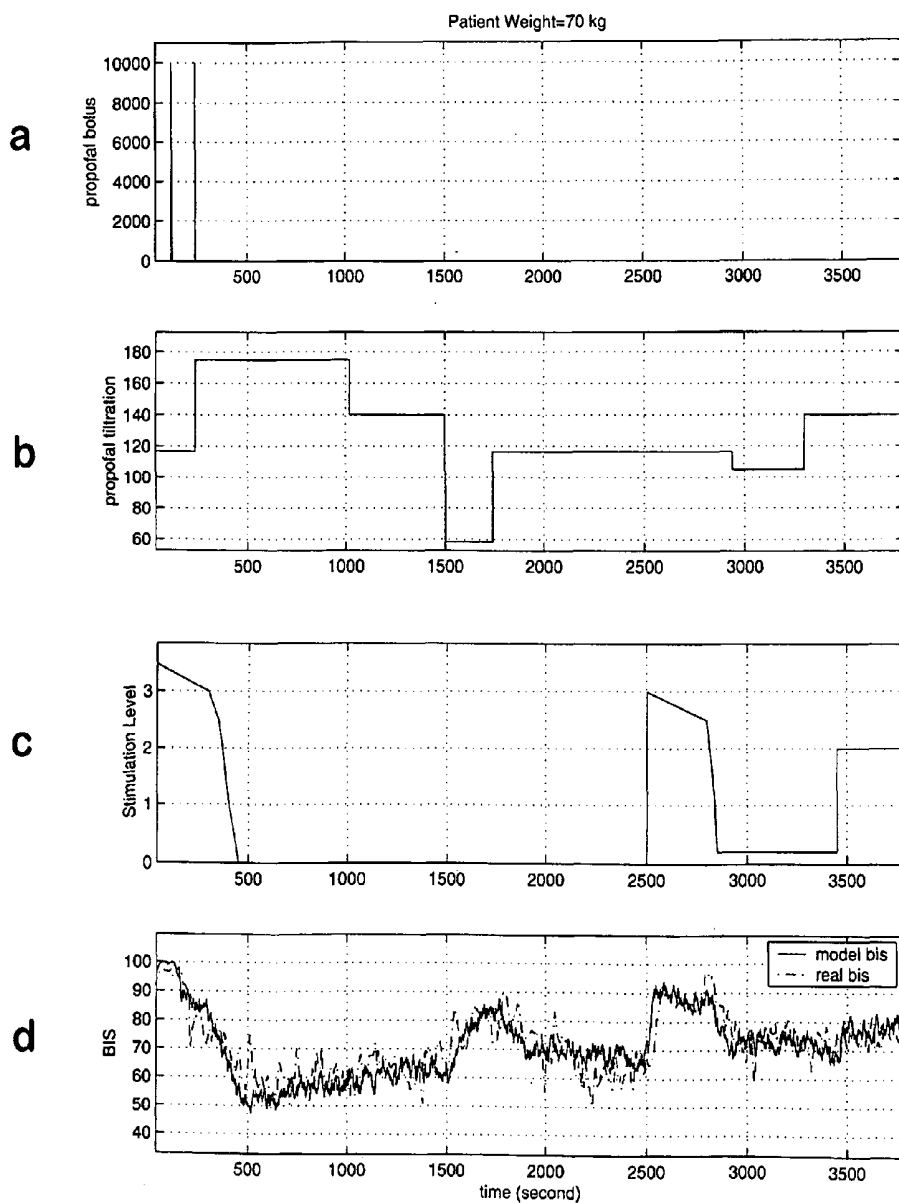 Patient Weight=70 kg
a
propofal bolus
10000
8000
6000
4000
2000
0
500 1000 1500 2000 2500 3000 3500
b
propofal tiltration
180
160
140
120
100
80
60
500 1000 1500 2000 2500 3000 3500
c
Stimulation Level
3
2
1
0
500 1000 1500 2000 2500 3000 3500
d
BIS
100
90
80
70
60
50
40
model bis
real bis
500 1000 1500 2000 2500 3000 3500
time (second)